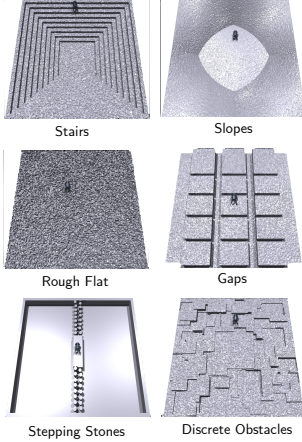 Stairs
Slopes
Rough Flat
Gaps
Stepping Stones
Discrete Obstacles